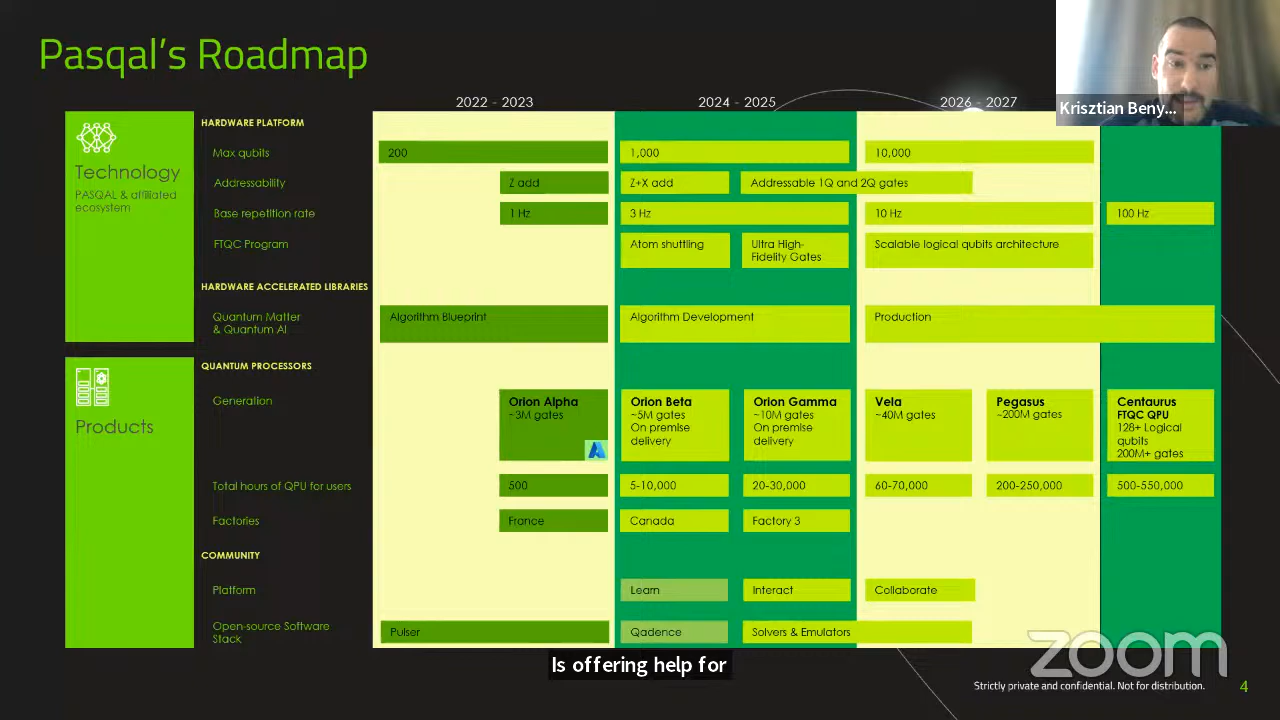 Pasqal's Roadmap
Krisztian Beny...
2022 - 2023
2024 - 2025
2026 - 2027
Technology
PASQAL & affiliated
ecosystem
HARDWARE PLATFORM
Max qubits
200
1,000
10,000
Addressability
Z add
Z+X add
Addressable 1Q and 2Q gates
Base repetition rate
1 Hz
3 Hz
10 Hz
100 Hz
FTQC Program
Atom shuttling
Ultra High-
Fidelity Gates
Scalable logical qubits architecture
HARDWARE ACCELERATED LIBRARIES
Quantum Matter
& Quantum AI
Algorithm Blueprint
Algorithm Development
Production
Products
QUANTUM PROCESSORS
Generation
Orion Alpha
~3M gates
Orion Beta
~5M gates
On premise
delivery
Orion Gamma
~10M gates
On premise
delivery
Vela
~40M gates
Pegasus
~200M gates
Centaurus
FTQC QPU
128+ Logical
qubits
200M+ gates
Total hours of QPU for users
500
5-10,000
20-30,000
60-70,000
200-250,000
500-550,000
Factories
France
Canada
Factory 3
COMMUNITY
Platform
Learn
Interact
Collaborate
Open-source Software
Stack
Pulser
Qadence
Solvers & Emulators
zoom
Is offering help for
Strictly private and confidential. Not for distribution.
4